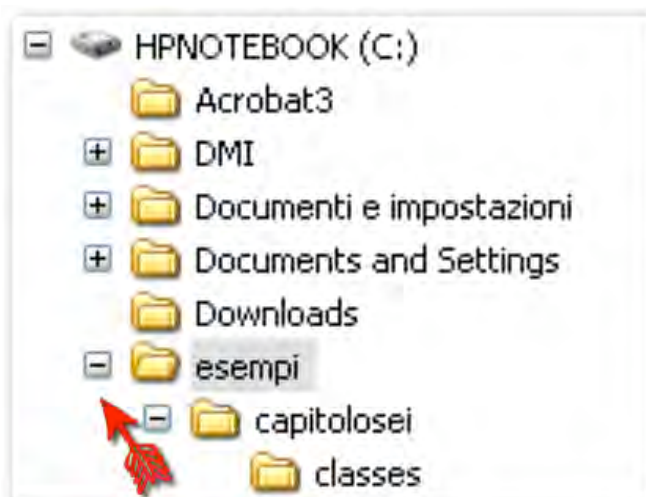 HPNOTEBOOK (C:)
Acrobat3
DMI
Documenti e impostazioni
Documents and Settings
Downloads
esempi
capitolosei
classes